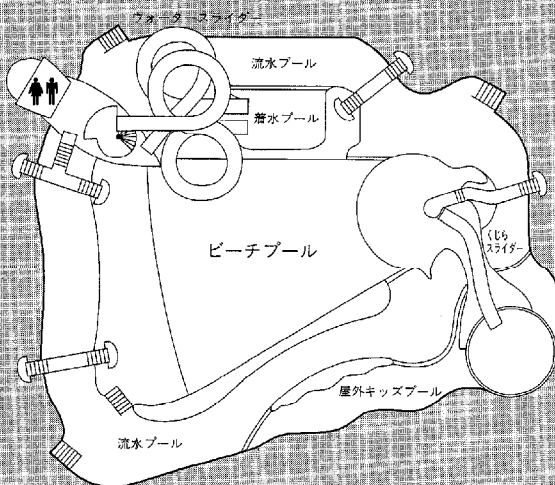 ウォータースライダー
流水プール
着水プール
ビーチプール
くじら
スライダー
屋外キッズプール
流水プール